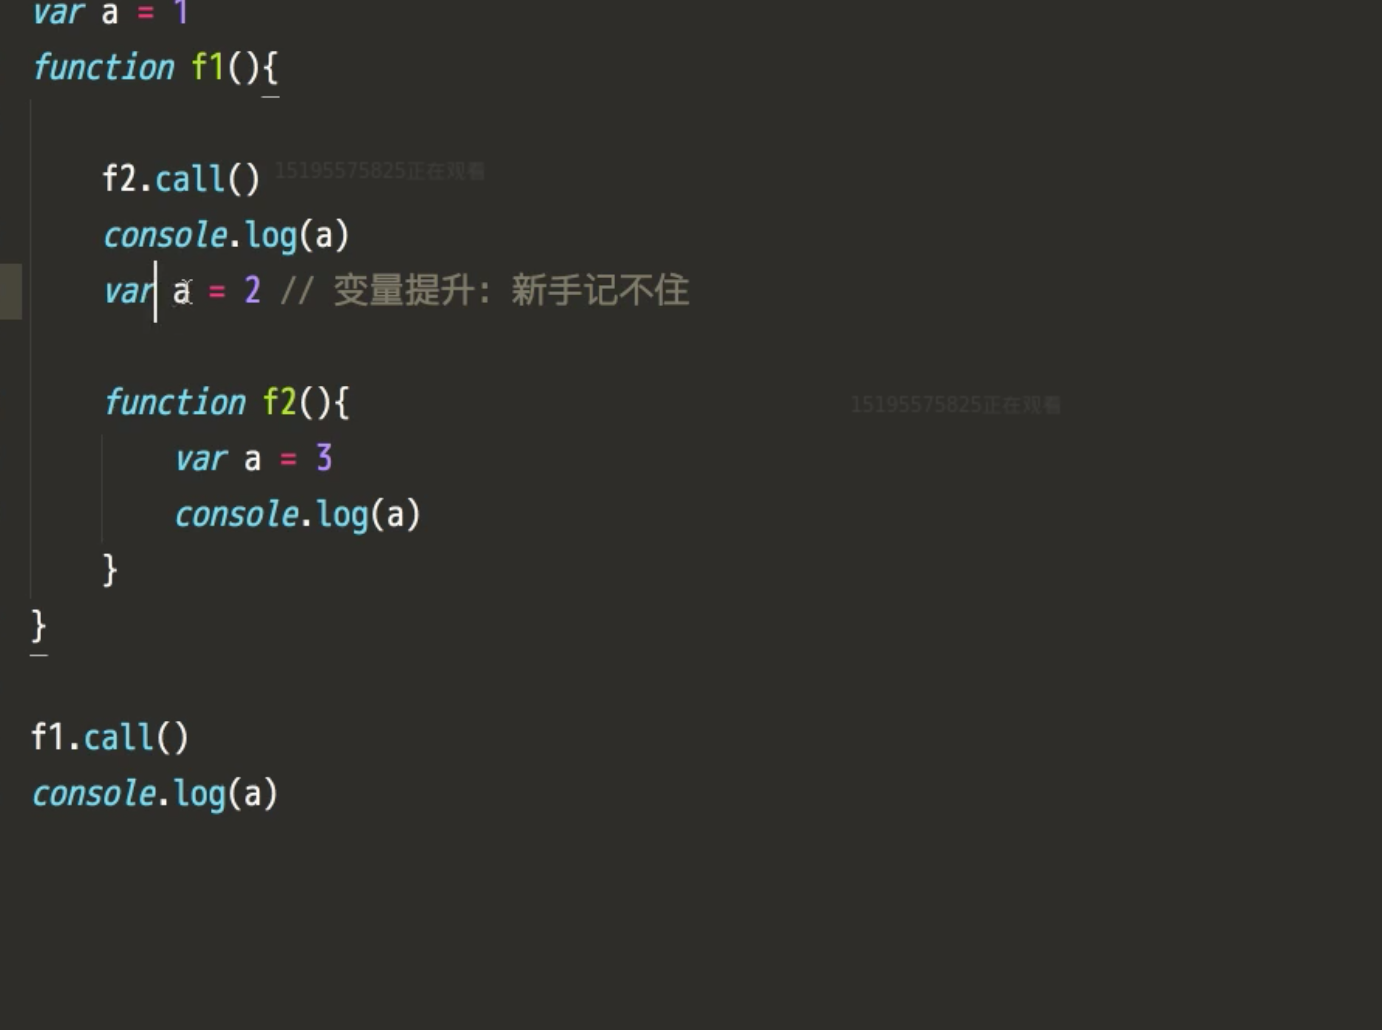 var a = 1
function f1(){
f2.call() 15195575825正在观看
console.log(a)
var a = 2 // 变量提升: 新手记不住
function f2(){
15195575825正在观看
var a = 3
console.log(a)
}
}
f1.call()
console.log(a)